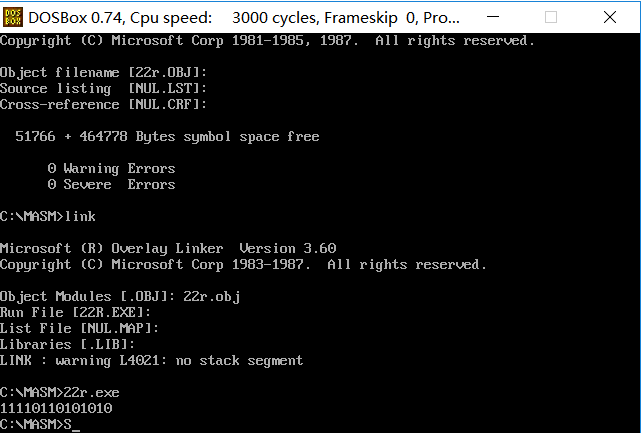 DOSBox 0.74, Cpu speed: 3000 cycles, Frameskip 0, Pro...
Copyright (C) Microsoft Corp 1981-1985, 1987.  All rights reserved.
Object filename [22r.OBJ]:
Source listing  [NUL.LST]:
Cross-reference [NUL.CRF]:
51766 + 464778 Bytes symbol space free
0 Warning Errors
0 Severe  Errors
C:\MASM>link
Microsoft (R) Overlay Linker  Version 3.60
Copyright (C) Microsoft Corp 1983-1987.  All rights reserved.
Object Modules [.OBJ]: 22r.obj
Run File [22R.EXE]:
List File [NUL.MAP]:
Libraries [.LIB]:
LINK : warning L4021: no stack segment
C:\MASM>22r.exe
11110110101010
C:\MASM>S_